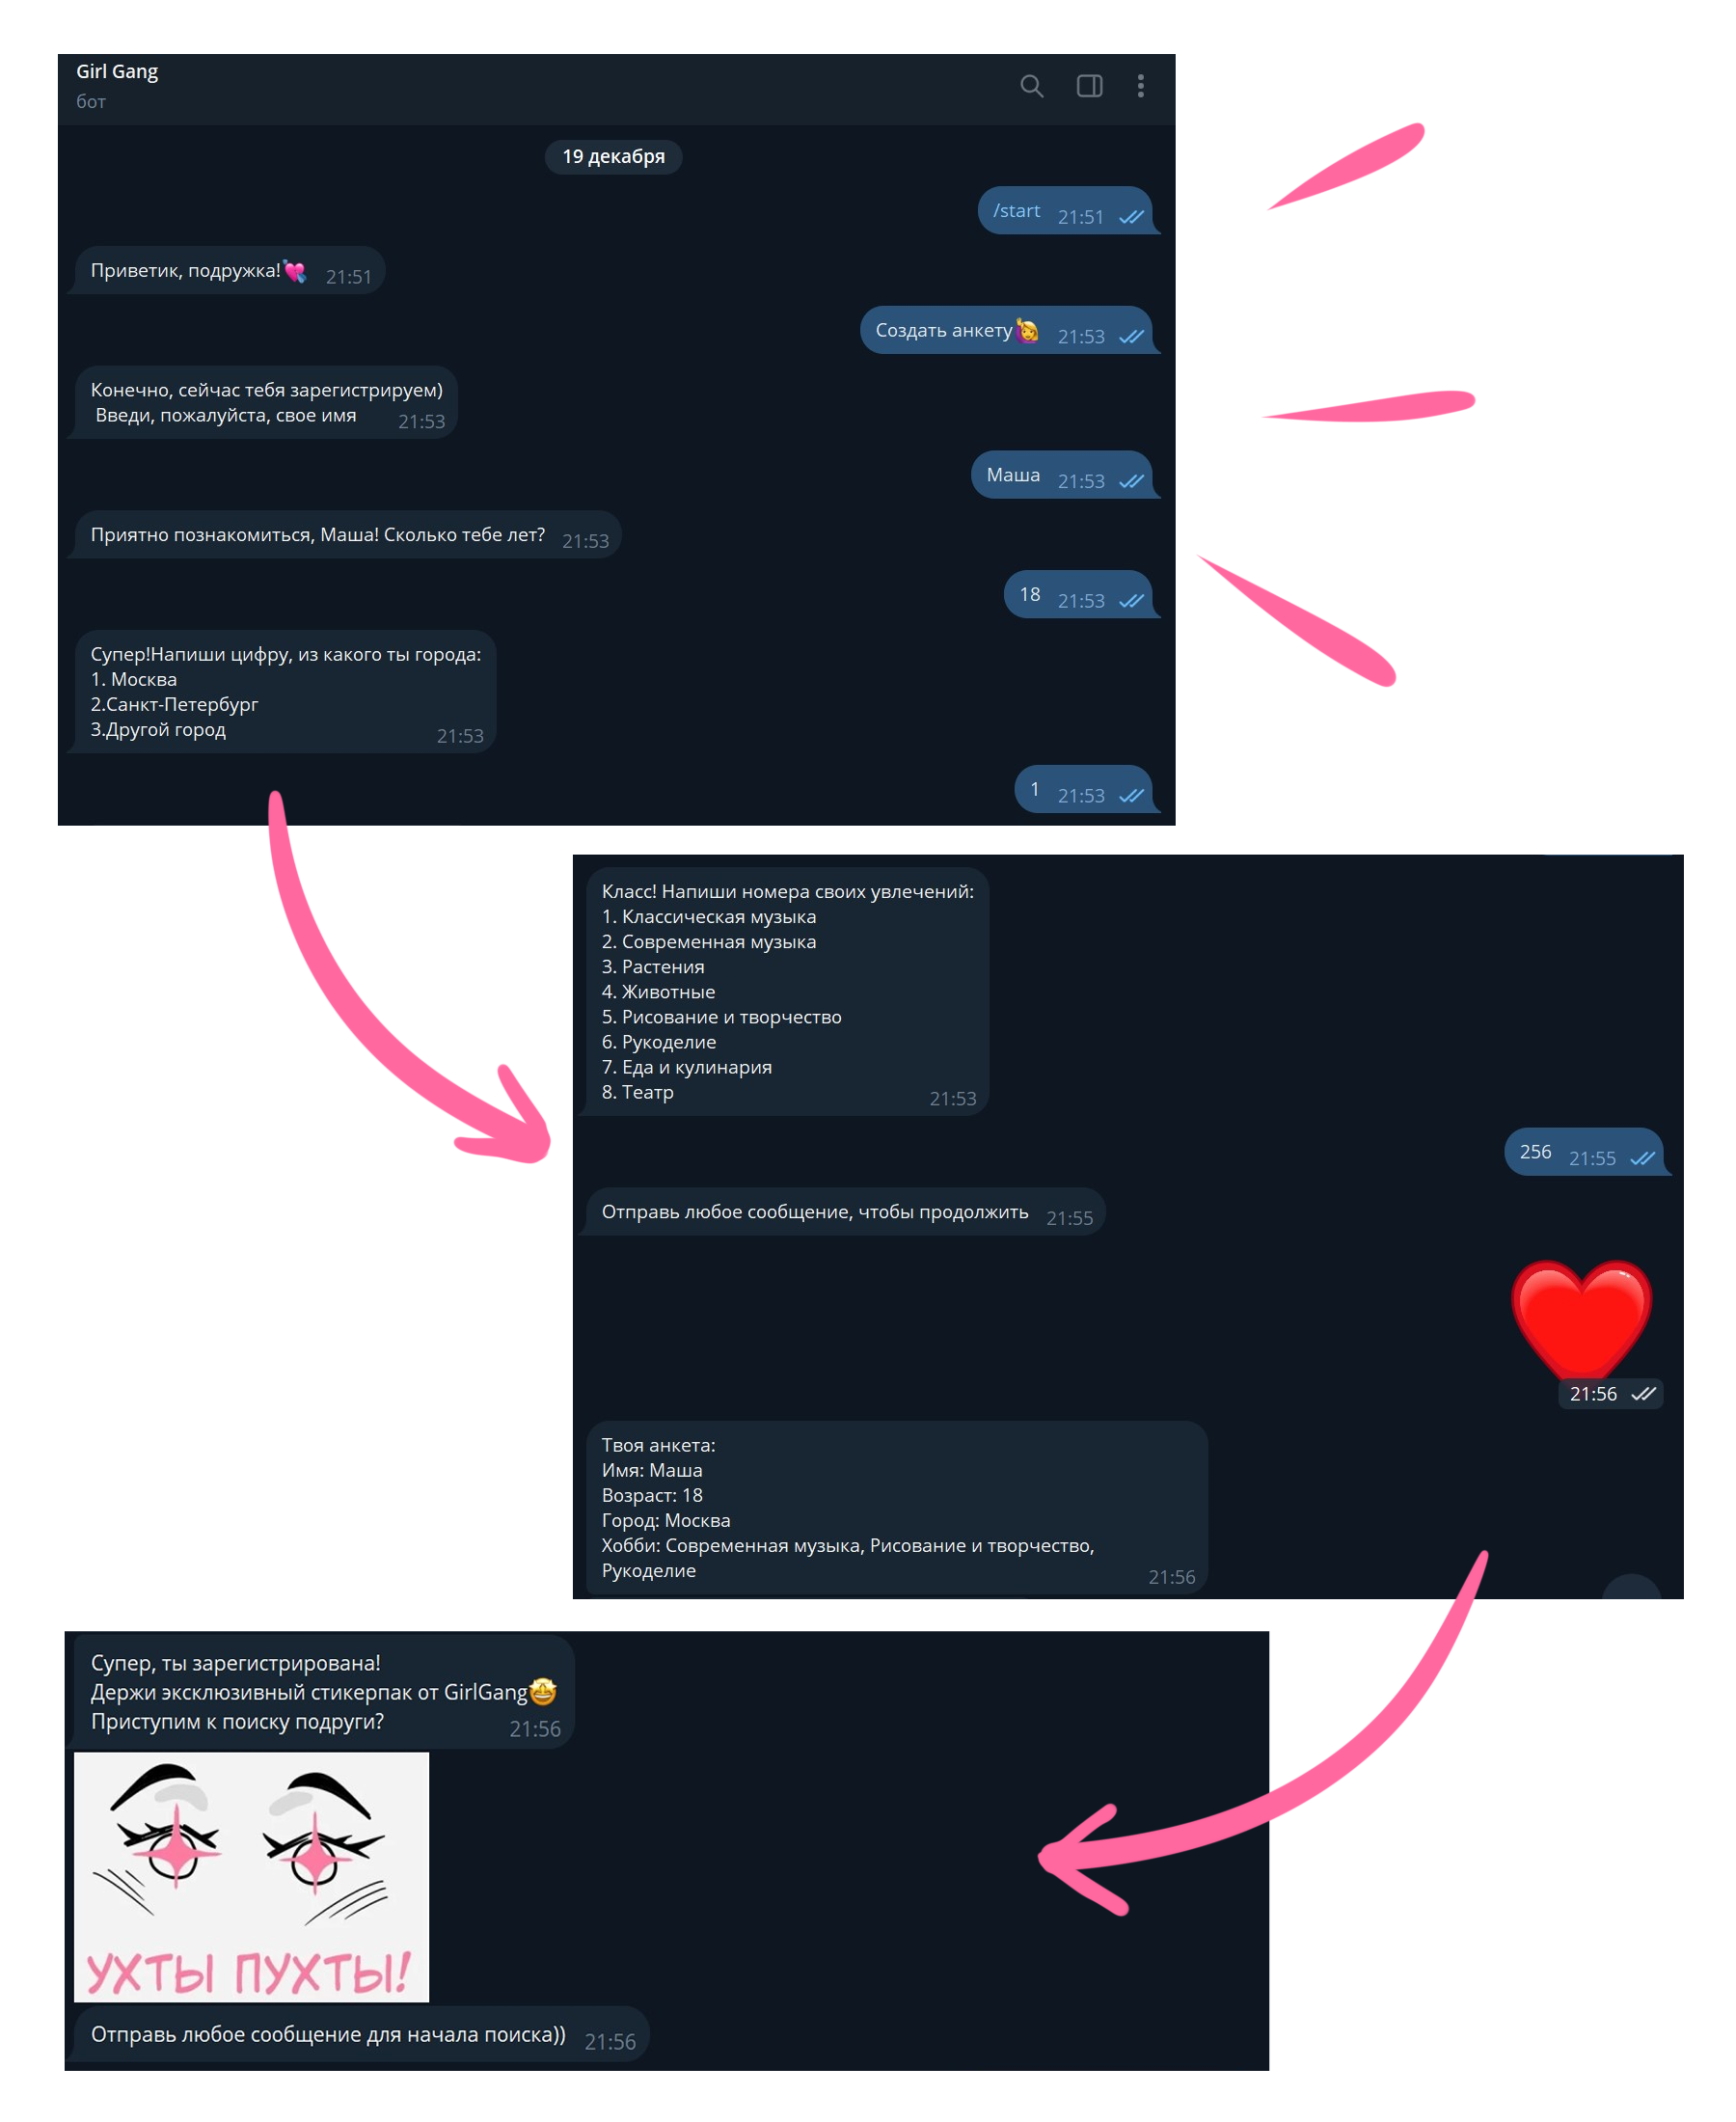 Girl Gang
бот
19 декабря
/start 21:51
Приветик, подружка!💘 21:51
Создать анкету🙋‍♀️ 21:53
Конечно, сейчас тебя зарегистрируем)
Введи, пожалуйста, свое имя 21:53
Маша 21:53
Приятно познакомиться, Маша! Сколько тебе лет? 21:53
18 21:53
Супер!Напиши цифру, из какого ты города:
1. Москва
2.Санкт-Петербург
3.Другой город 21:53
1 21:53
Класс! Напиши номера своих увлечений:
1. Классическая музыка
2. Современная музыка
3. Растения
4. Животные
5. Рисование и творчество
6. Рукоделие
7. Еда и кулинария
8. Театр 21:53
256 21:55
Отправь любое сообщение, чтобы продолжить 21:55
21:56
Твоя анкета:
Имя: Маша
Возраст: 18
Город: Москва
Хобби: Современная музыка, Рисование и творчество,
Рукоделие 21:56
Супер, ты зарегистрирована!
Держи эксклюзивный стикерпак от GirlGang🤩
Приступим к поиску подруги? 21:56
УХТЫ ПУХТЫ!
Отправь любое сообщение для начала поиска)) 21:56